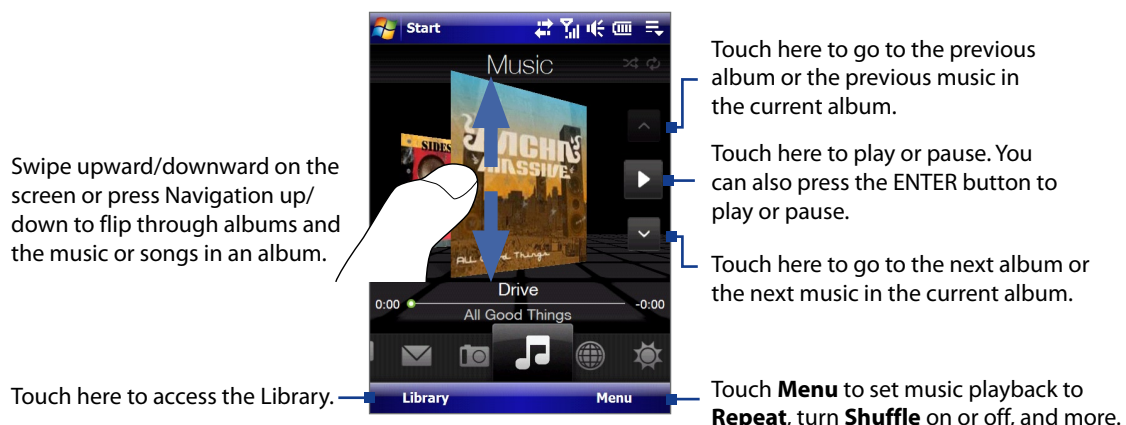 Start
Music
Touch here to go to the previous
album or the previous music in
the current album.
Swipe upward/downward on the
screen or press Navigation up/
down to flip through albums and
the music or songs in an album.
Touch here to play or pause. You
can also press the ENTER button to
play or pause.
SIDES
MASSIVE
ALL Good Things
Touch here to go to the next album or
the next music in the current album.
Drive
0:00
-0:00
All Good Things
Touch here to access the Library.
Library
Menu
Touch Menu to set music playback to
Repeat, turn Shuffle on or off, and more.